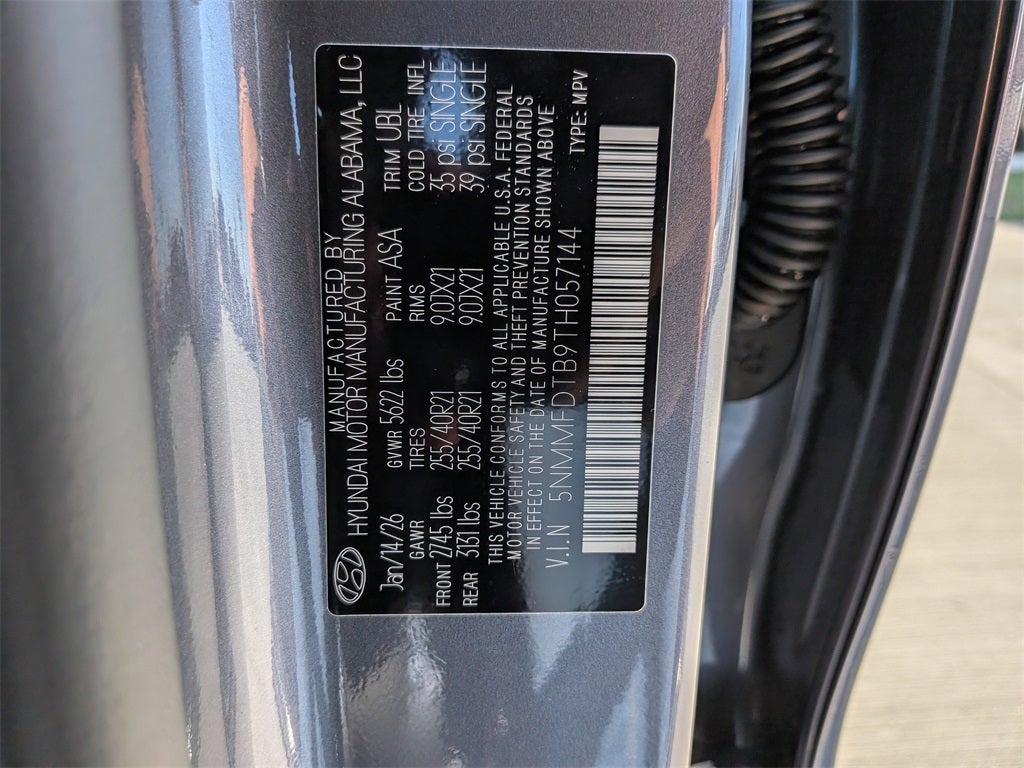 MANUFACTURED BY
HYUNDAI MOTOR MANUFACTURING ALABAMA, LLC
Jan/14/26 GVWR 5622 lbs PAINT ASA TRIM UBL
GAWR TIRES RIMS COLD TIRE INFL
FRONT 2745 lbs 255/40R21 9.0JX21 35 psi SINGLE
REAR 3131 lbs 255/40R21 9.0JX21 39 psi SINGLE
THIS VEHICLE CONFORMS TO ALL APPLICABLE U.S.A. FEDERAL
MOTOR VEHICLE SAFETY AND THEFT PREVENTION STANDARDS
IN EFFECT ON THE DATE OF MANUFACTURE SHOWN ABOVE
V.I.N 5NMMFDTB9TH057144 TYPE: MPV